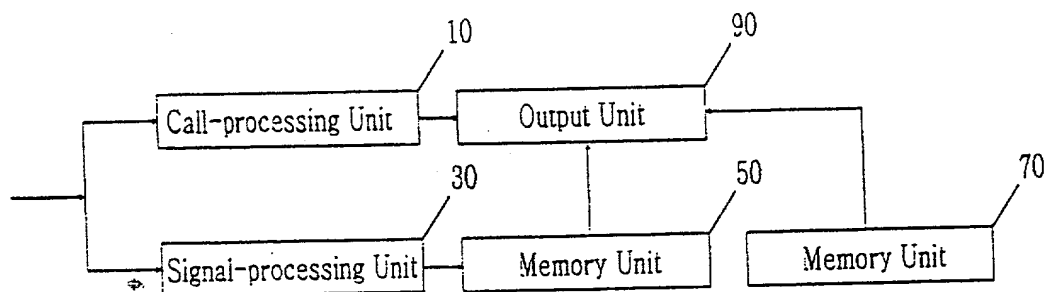 10
90
Call-processing Unit
Output Unit
30
50
70
Signal-processing Unit
Memory Unit
Memory Unit